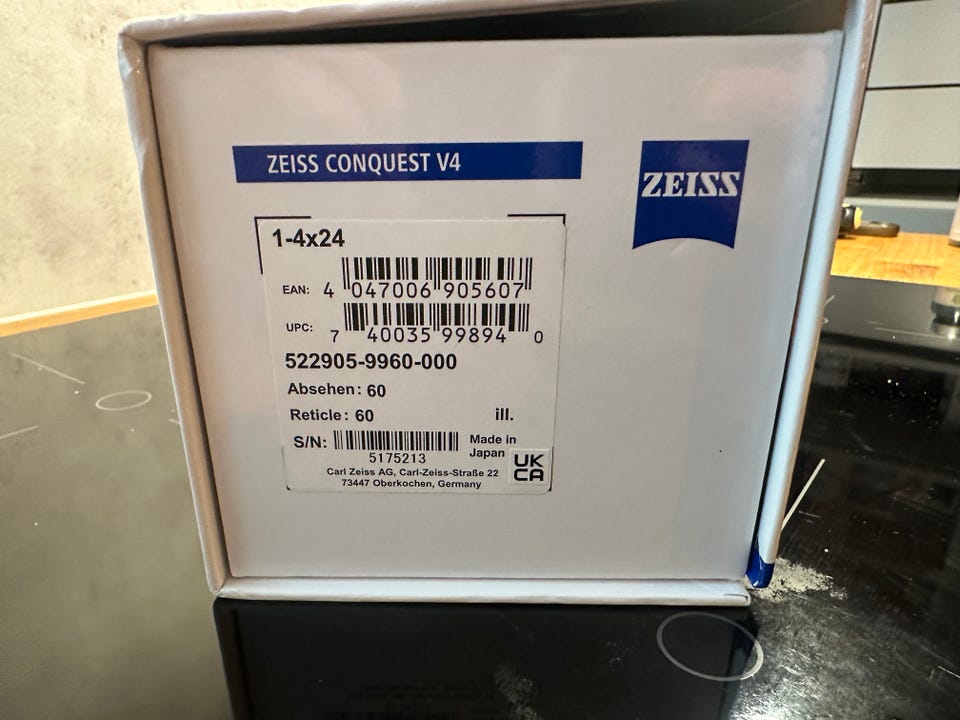 ZEISS CONQUEST V4
ZEISS
1-4x24
EAN: 4 047006 905607
UPC: 7 40035 99894 0
522905-9960-000
Absehen: 60
Reticle: 60 ill.
S/N: 5175213
Made in
Japan
UK
CA
Carl Zeiss AG, Carl-Zeiss-Straße 22
73447 Oberkochen, Germany